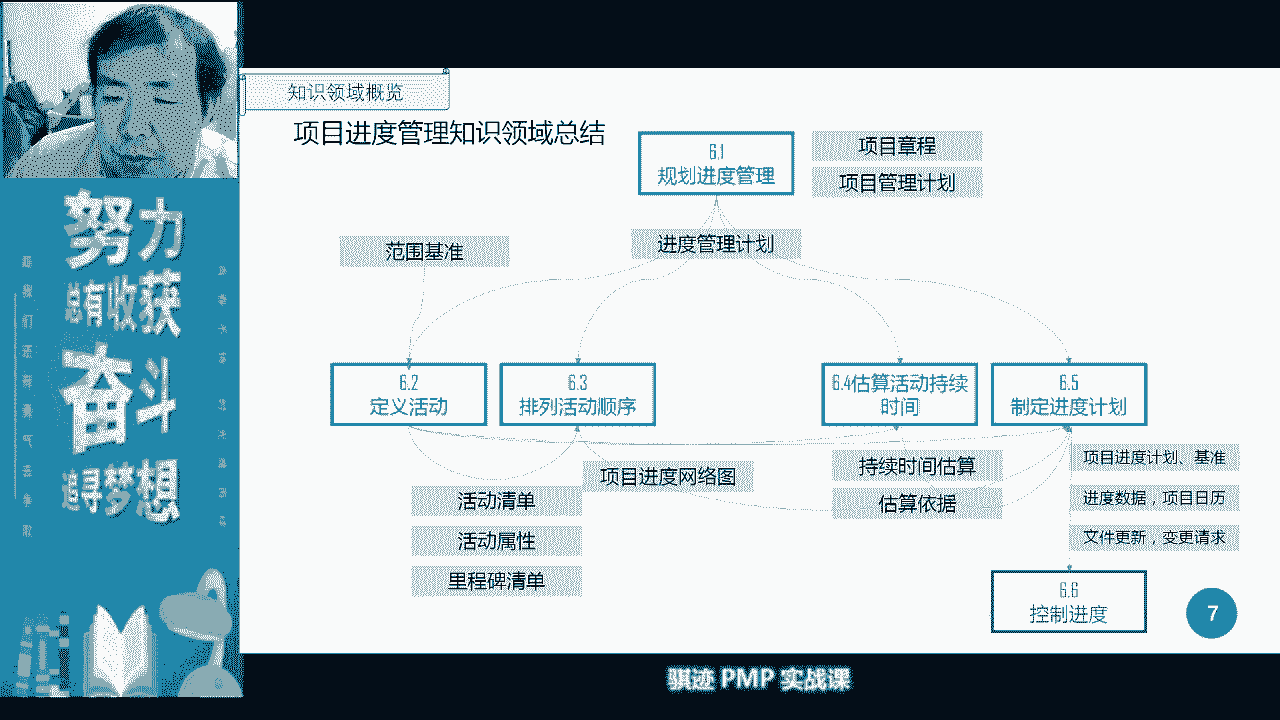 知识领域概览
项目进度管理知识领域总结
6.1
规划进度管理
项目章程
项目管理计划
进度管理计划
范围基准
6.2
定义活动
6.3
排列活动顺序
6.4估算活动持续
时间
6.5
制定进度计划
项目进度网络图
活动清单
活动属性
里程碑清单
持续时间估算
估算依据
项目进度计划、基准
进度数据，项目日历
文件更新，变更请求
6.6
控制进度
7
努力
总有收获
奋斗
追寻梦想
骐迹 PMP 实战课